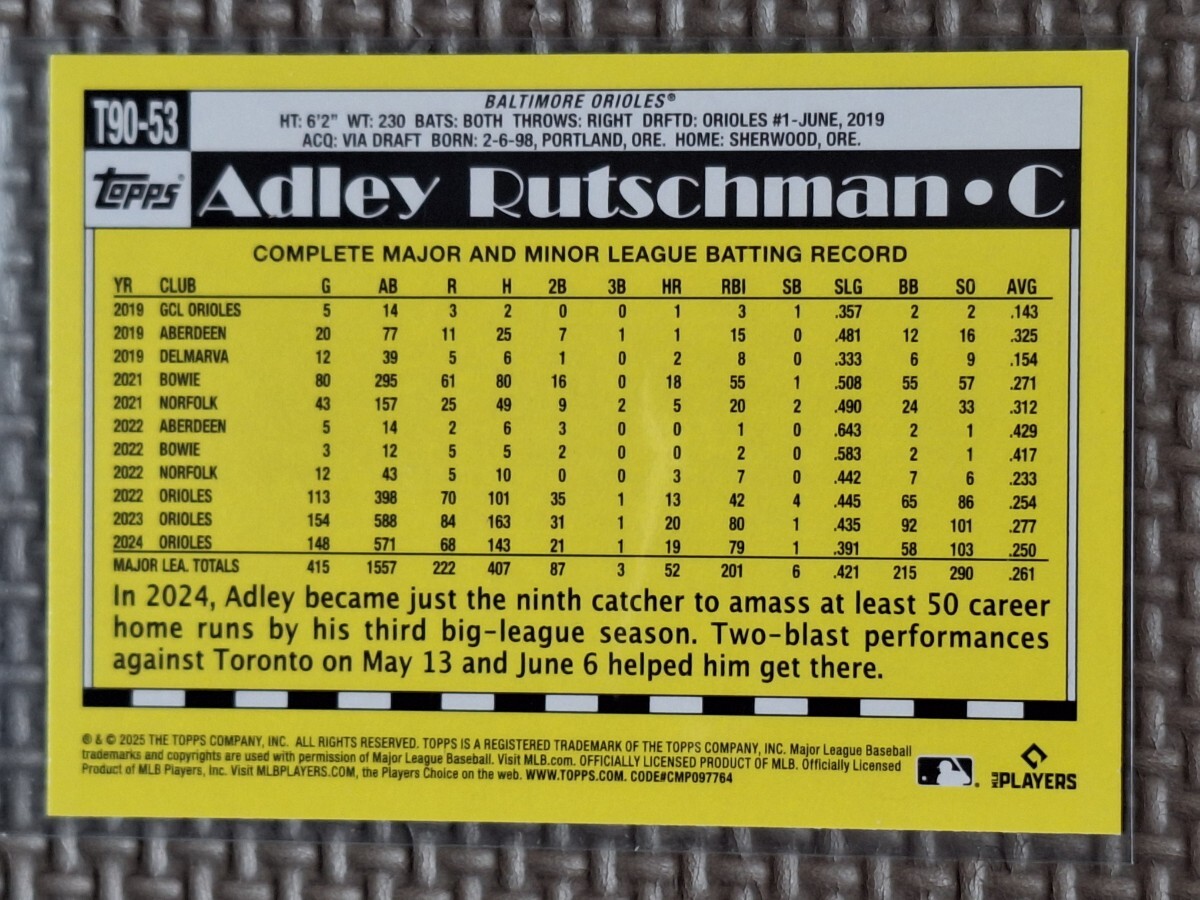 T90-53
BALTIMORE ORIOLES®
HT: 6'2" WT: 230 BATS: BOTH THROWS: RIGHT DRFTD: ORIOLES #1-JUNE, 2019
ACQ: VIA DRAFT BORN: 2-6-98, PORTLAND, ORE. HOME: SHERWOOD, ORE.
Topps® Adley Rutschman • C
COMPLETE MAJOR AND MINOR LEAGUE BATTING RECORD
YR CLUB G AB R H 2B 3B HR RBI SB SLG BB SO AVG
2019 GCL ORIOLES 5 14 3 2 0 0 1 3 1 .357 2 2 .143
2019 ABERDEEN 20 77 11 25 7 1 1 15 0 .481 12 16 .325
2019 DELMARVA 12 39 5 6 1 0 2 8 0 .333 6 9 .154
2021 BOWIE 80 295 61 80 16 0 18 55 1 .508 55 57 .271
2021 NORFOLK 43 157 25 49 9 2 5 20 2 .490 24 33 .312
2022 ABERDEEN 5 14 2 6 3 0 0 1 0 .643 2 1 .429
2022 BOWIE 3 12 5 5 2 0 0 2 0 .583 2 1 .417
2022 NORFOLK 12 43 5 10 0 0 3 7 0 .442 7 6 .233
2022 ORIOLES 113 398 70 101 35 1 13 42 4 .445 65 86 .254
2023 ORIOLES 154 588 84 163 31 1 20 80 1 .435 92 101 .277
2024 ORIOLES 148 571 68 143 21 1 19 79 1 .391 58 103 .250
MAJOR LEA. TOTALS 415 1557 222 407 87 3 52 201 6 .421 215 290 .261
In 2024, Adley became just the ninth catcher to amass at least 50 career
home runs by his third big-league season. Two-blast performances
against Toronto on May 13 and June 6 helped him get there.
® & © 2025 THE TOPPS COMPANY, INC. ALL RIGHTS RESERVED. TOPPS IS A REGISTERED TRADEMARK OF THE TOPPS COMPANY, INC. Major League Baseball
trademarks and copyrights are used with permission of Major League Baseball. Visit MLB.com. OFFICIALLY LICENSED PRODUCT OF MLB. Officially Licensed
Product of MLB Players, Inc. Visit MLBPLAYERS.COM, the Players Choice on the web. WWW.TOPPS.COM. CODE#CMP097764
MLB PLAYERS